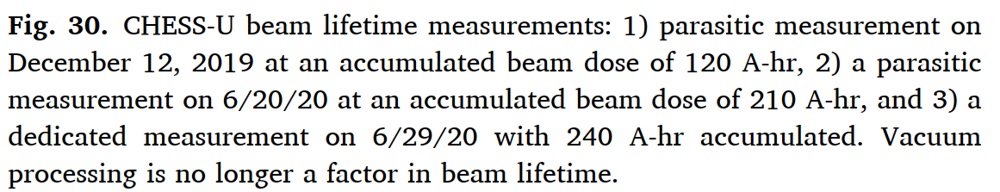 Fig. 30. CHESS-U beam lifetime measurements: 1) parasitic measurement on
December 12, 2019 at an accumulated beam dose of 120 A-hr, 2) a parasitic
measurement on 6/20/20 at an accumulated beam dose of 210 A-hr, and 3) a
dedicated measurement on 6/29/20 with 240 A-hr accumulated. Vacuum
processing is no longer a factor in beam lifetime.